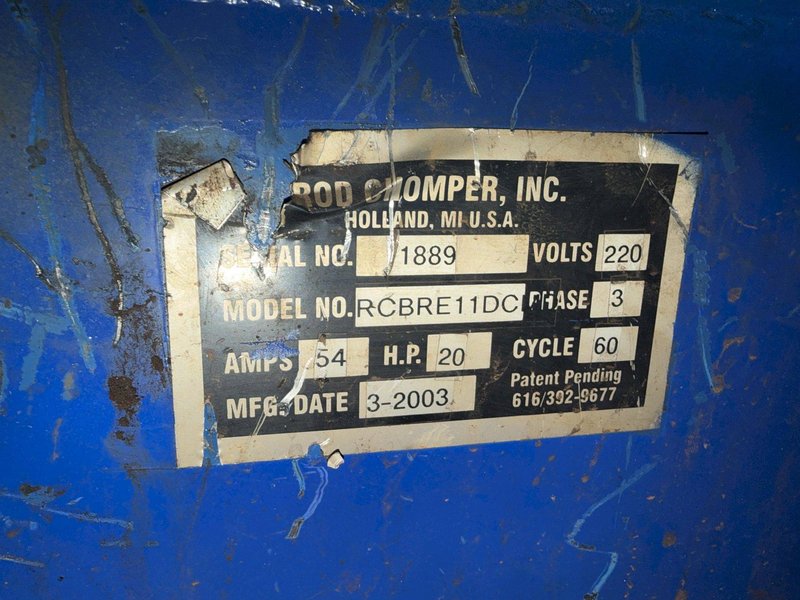 ROD CHOMPER, INC.
HOLLAND, MI U.S.A.
SERIAL NO. 1889 VOLTS 220
MODEL NO. RCBRE11DC PHASE 3
AMPS 54 H.P. 20 CYCLE 60
MFG. DATE 3-2003 Patent Pending
616/392-9677